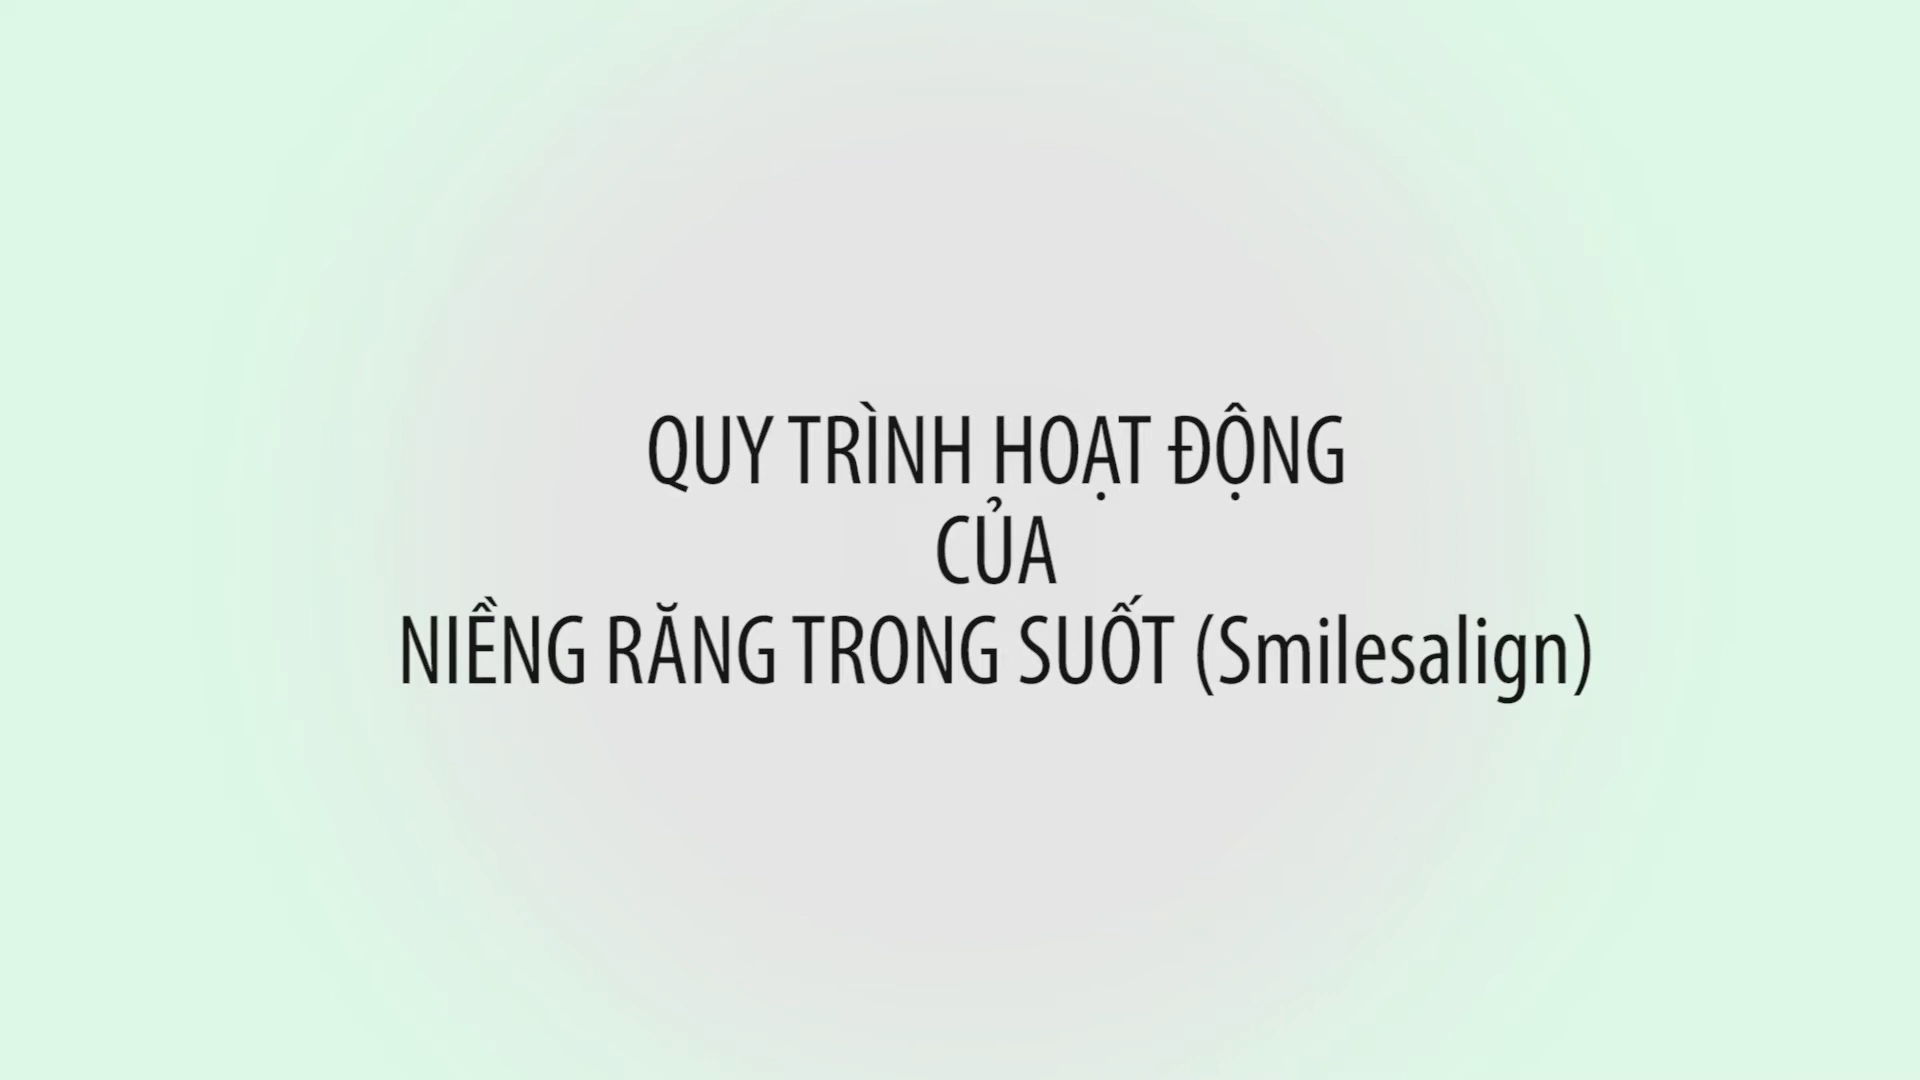 QUY TRÌNH HOẠT ĐỘNG
CỦA
NIỀNG RĂNG TRONG SUỐT (Smilesalign)